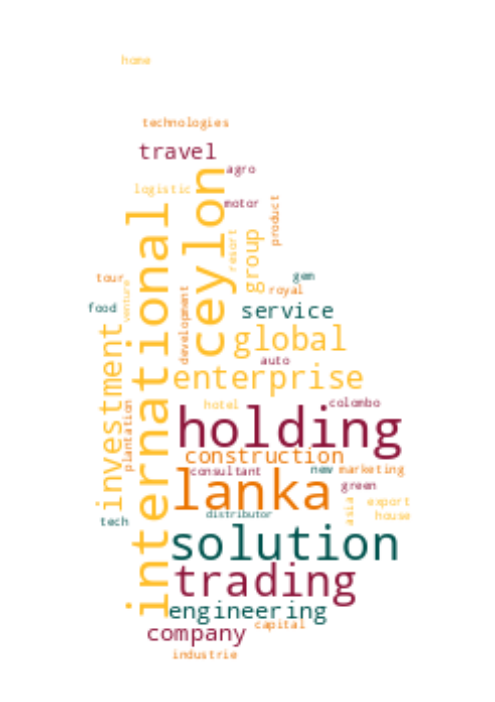 home
technologies
travel
agro
logistic
motor
product
ceylon
international
resort
group
tour
gem
venture
royal
development
food
service
global
investment
auto
enterprise
plantation
hotel
colombo
holding
construction
consultant
new
marketing
lanka
green
asia
export
distributor
house
tech
solution
trading
engineering
capital
company
industrie